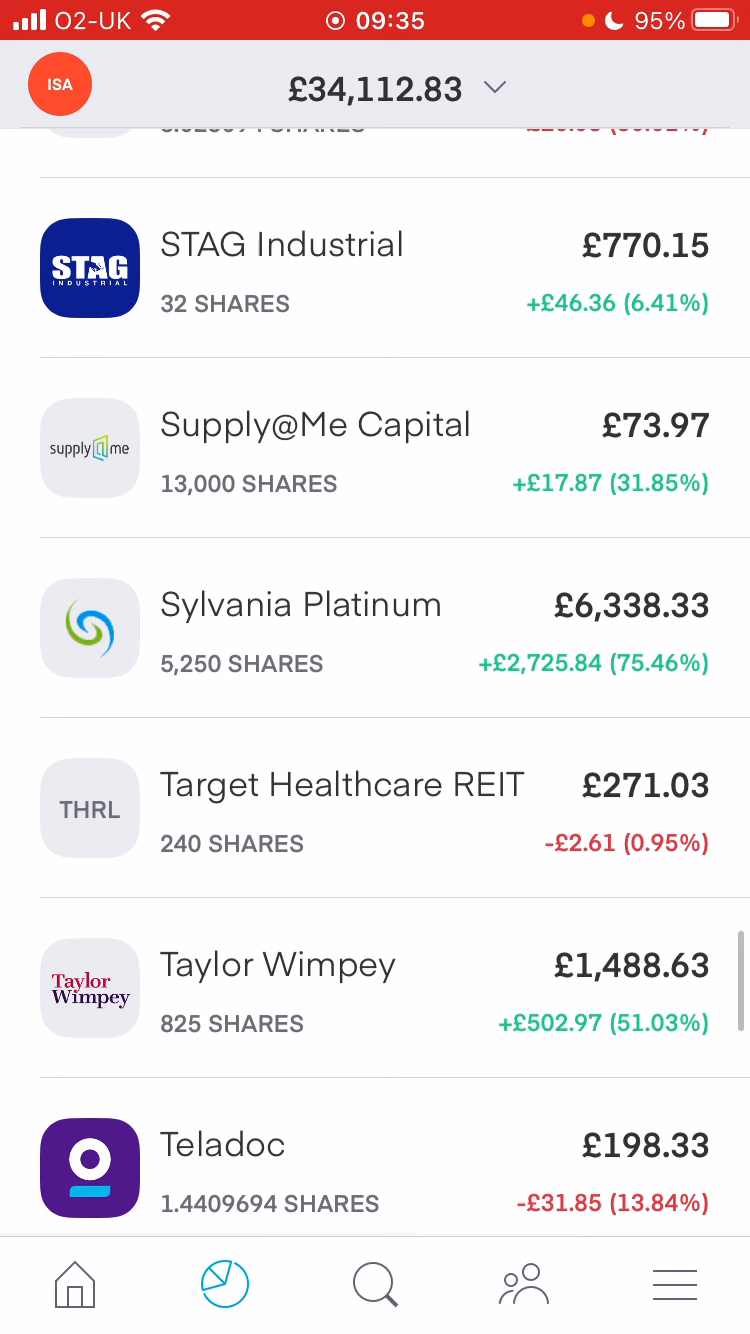 O2-UK 09:35 95%
ISA £34,112.83
STAG INDUSTRIAL
STAG Industrial £770.15
32 SHARES +£46.36 (6.41%)
supply@me
Supply@Me Capital £73.97
13,000 SHARES +£17.87 (31.85%)
Sylvania Platinum £6,338.33
5,250 SHARES +£2,725.84 (75.46%)
THRL
Target Healthcare REIT £271.03
240 SHARES -£2.61 (0.95%)
Taylor
Wimpey
Taylor Wimpey £1,488.63
825 SHARES +£502.97 (51.03%)
Teladoc £198.33
1.4409694 SHARES -£31.85 (13.84%)